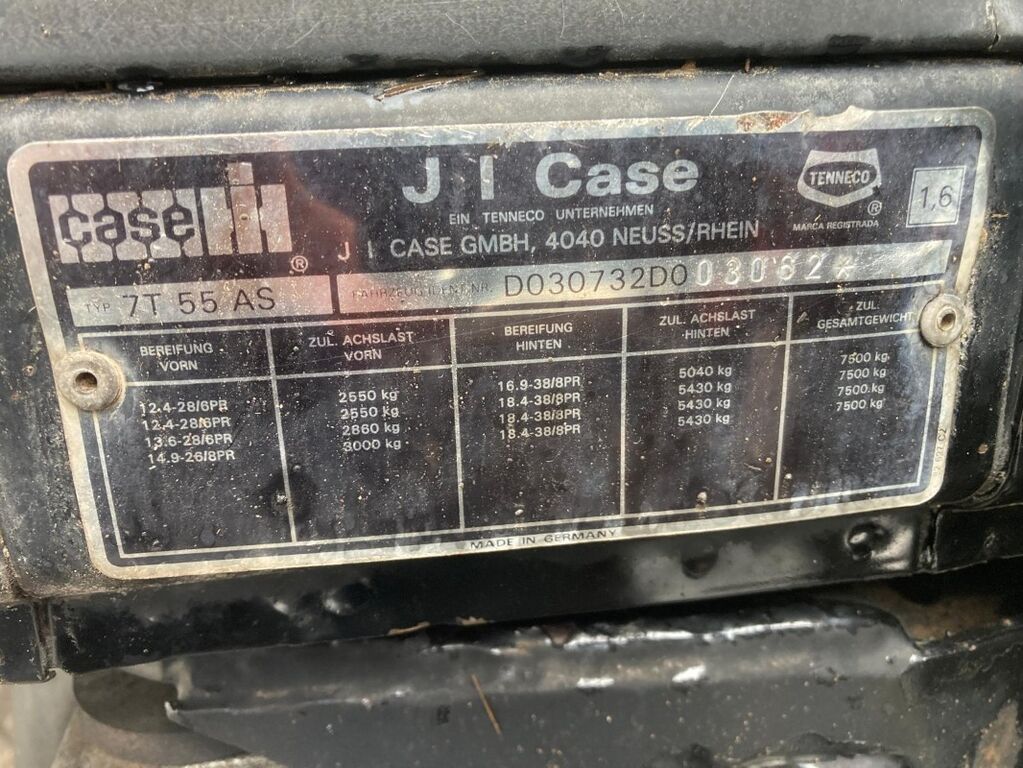 case IH ®
J I Case
EIN TENNECO UNTERNEHMEN
J I CASE GMBH, 4040 NEUSS/RHEIN
TENNECO
®
MARCA REGISTRADA
1,6
TYP 7T 55 AS
FAHRZEUG IDENT. NR. D030732D003062*
BEREIFUNG VORN
ZUL. ACHSLAST VORN
BEREIFUNG HINTEN
ZUL. ACHSLAST HINTEN
ZUL. GESAMTGEWICHT
12.4-28/6PR 2550 kg 16.9-38/8PR 5040 kg 7500 kg
12.4-28/6PR 2550 kg 18.4-38/8PR 5430 kg 7500 kg
13.6-28/6PR 2860 kg 18.4-38/8PR 5430 kg 7500 kg
14.9-26/8PR 3000 kg 18.4-38/8PR 5430 kg 7500 kg
MADE IN GERMANY